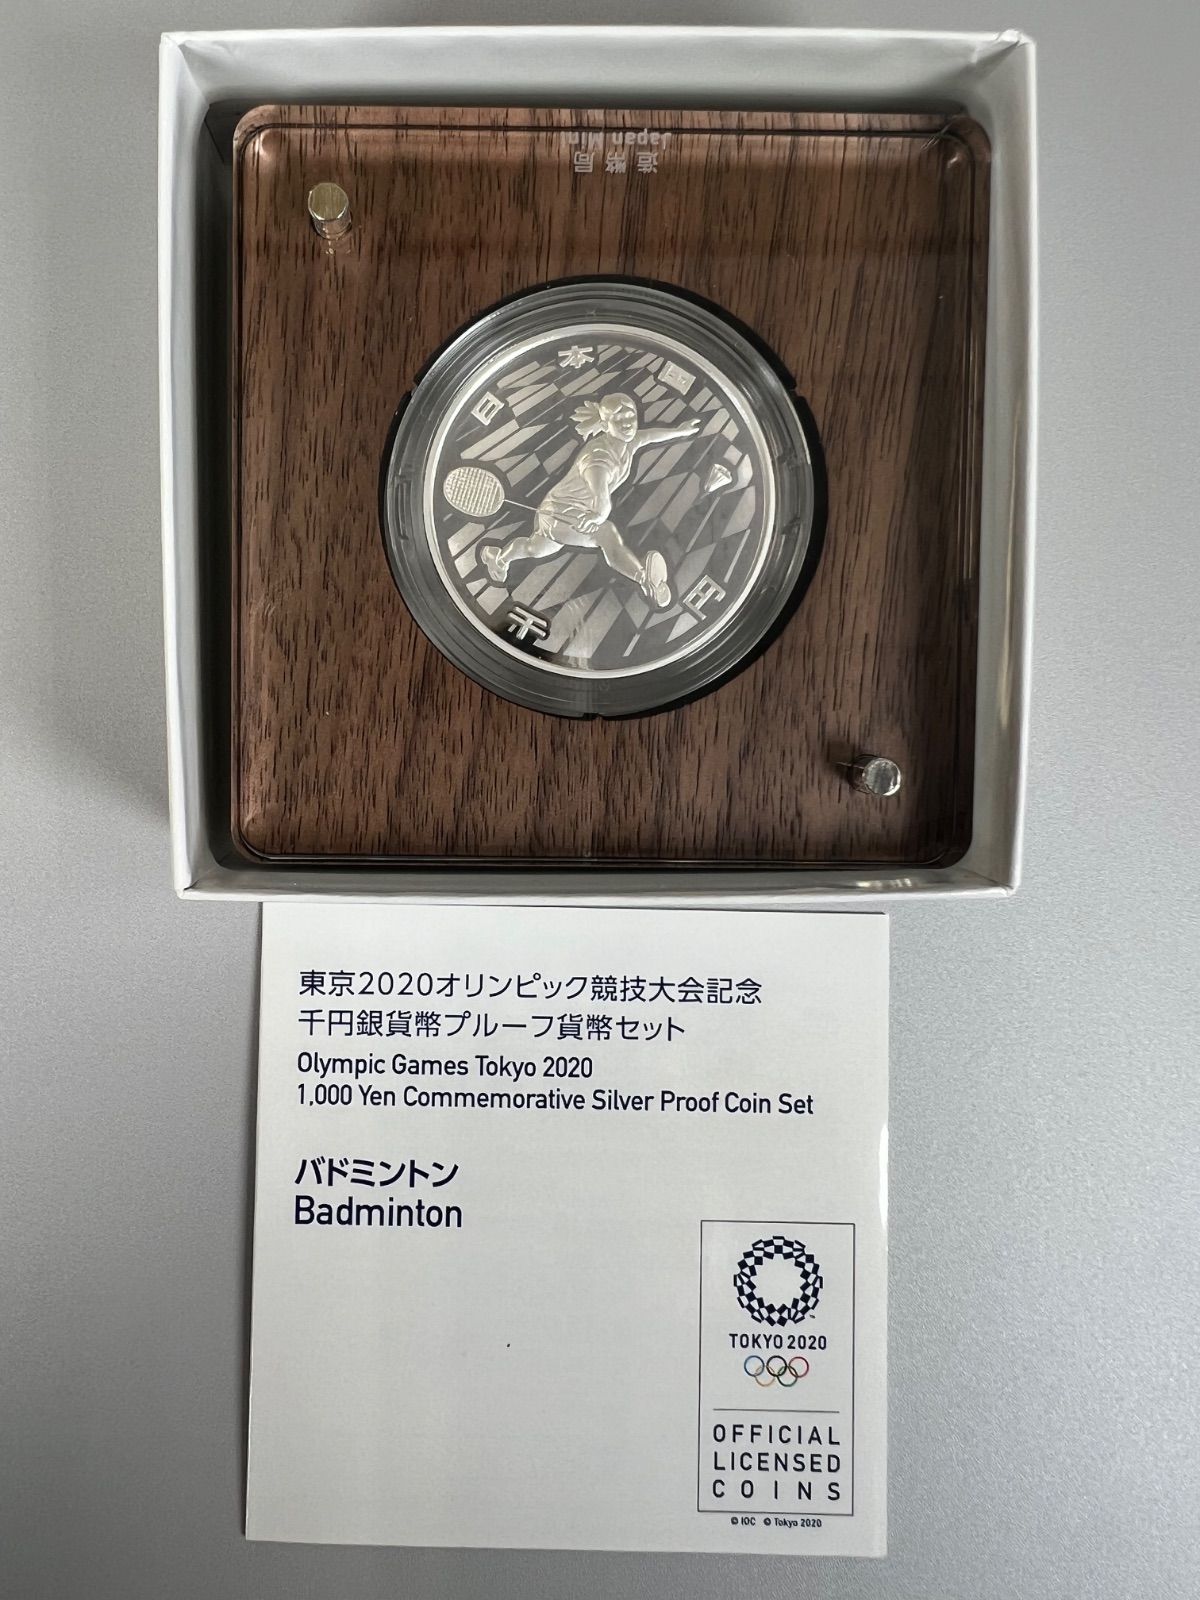 造幣局
Japan Mint
日本国
千円
東京2020オリンピック競技大会記念
千円銀貨幣プルーフ貨幣セット
Olympic Games Tokyo 2020
1,000 Yen Commemorative Silver Proof Coin Set
バドミントン
Badminton
TOKYO 2020
OFFICIAL
LICENSED
COINS
© IOC © Tokyo 2020